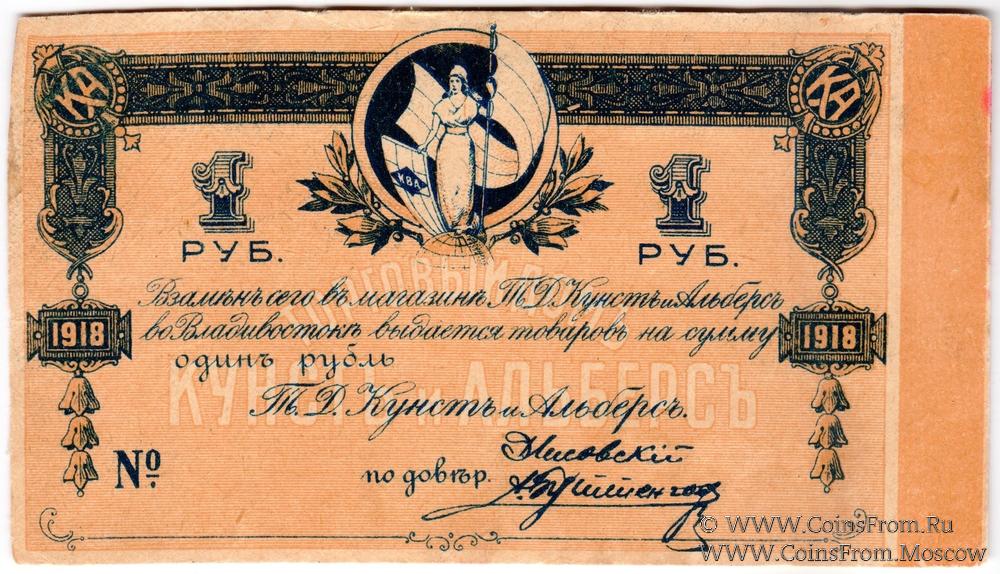 КА КА
КВА
1 1
РУБ. РУБ.
ТОРГОВЫЙ ДОМЪ
Взамѣнъ сего въ магазинѣ Т.Д. Кунстъ и Альберсъ
во Владивостокѣ выдается товаровъ на сумму
одинъ рубль
1918 1918
КУНСТЪ и АЛЬБЕРСЪ
Т.Д. Кунстъ и Альберсъ.
№
по довѣр.
© WWW.CoinsFrom.Ru
WWW.CoinsFrom.Moscow